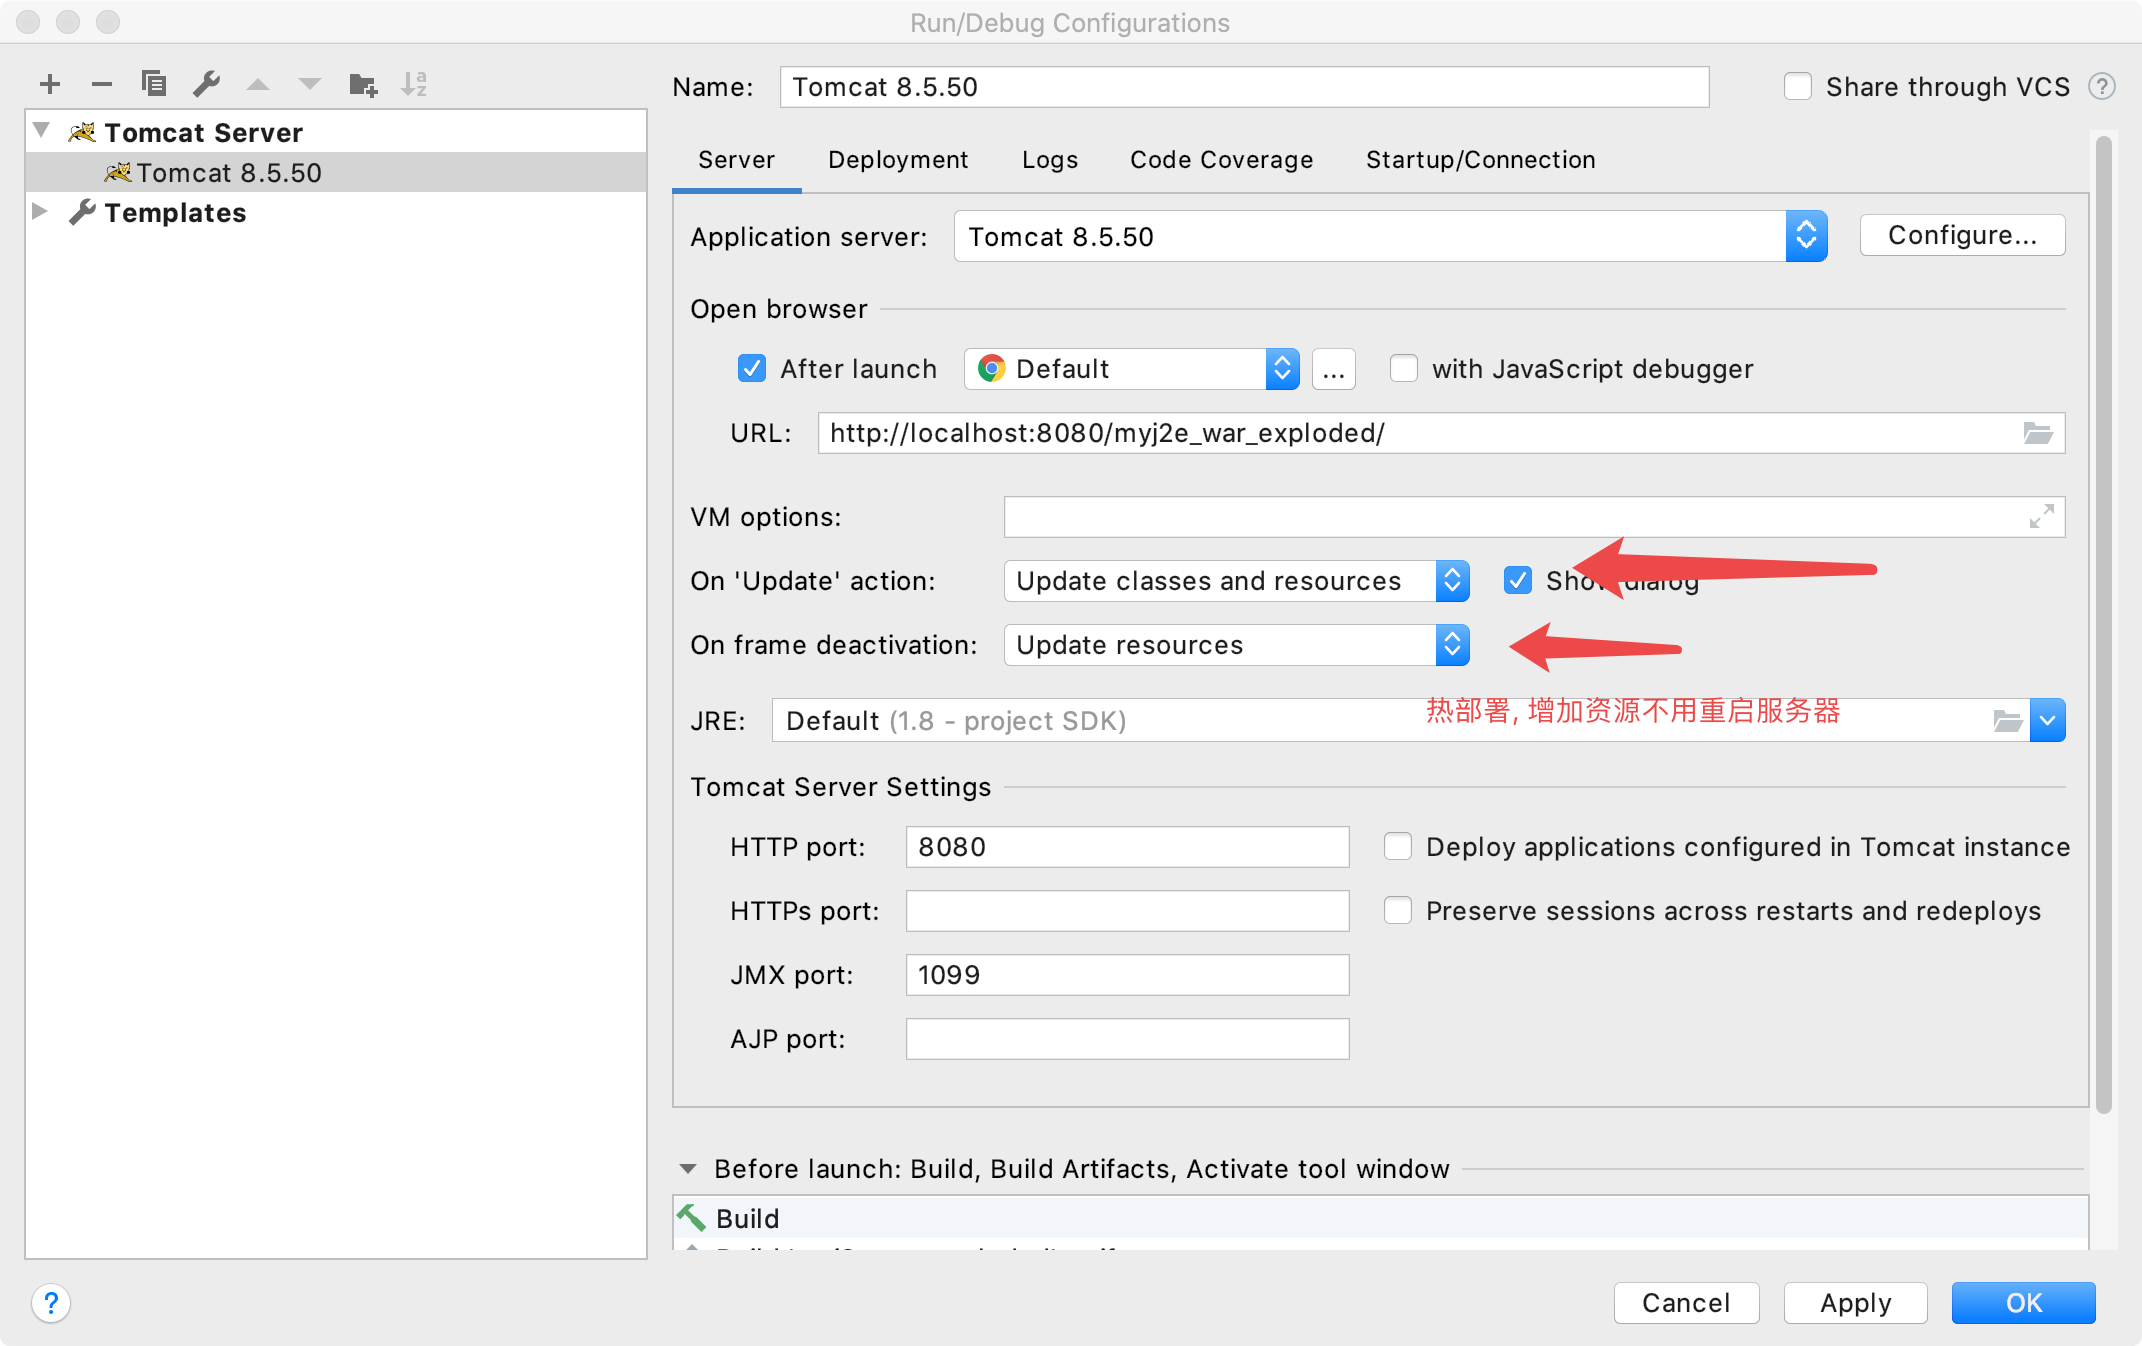 Run/Debug Configurations
Name: Tomcat 8.5.50 Share through VCS ?
Tomcat Server
Tomcat 8.5.50
Templates
Server Deployment Logs Code Coverage Startup/Connection
Application server: Tomcat 8.5.50 Configure...
Open browser
After launch Default ... with JavaScript debugger
URL: http://localhost:8080/myj2e_war_exploded/
VM options:
On 'Update' action: Update classes and resources Show dialog
On frame deactivation: Update resources
热部署, 增加资源不用重启服务器
JRE: Default (1.8 - project SDK)
Tomcat Server Settings
HTTP port: 8080 Deploy applications configured in Tomcat instance
HTTPs port: Preserve sessions across restarts and redeploys
JMX port: 1099
AJP port:
Before launch: Build, Build Artifacts, Activate tool window
Build
? Cancel Apply OK